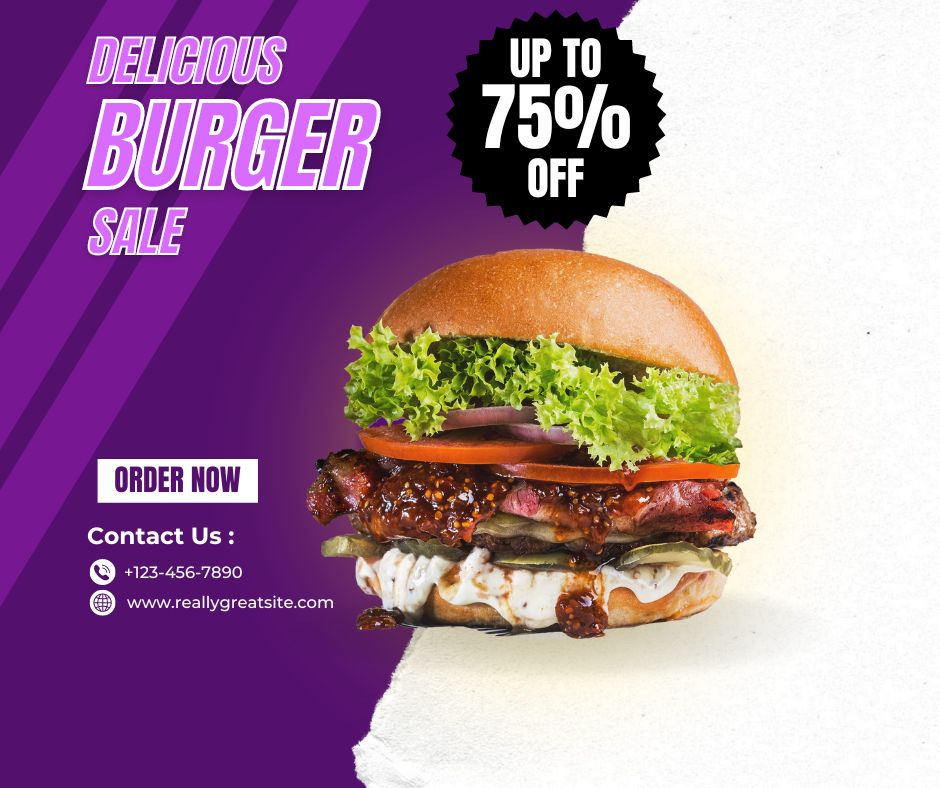 DELICIOUS
BURGER
SALE
UP TO
75%
OFF
ORDER NOW
Contact Us :
+123-456-7890
www.reallygreatsite.com